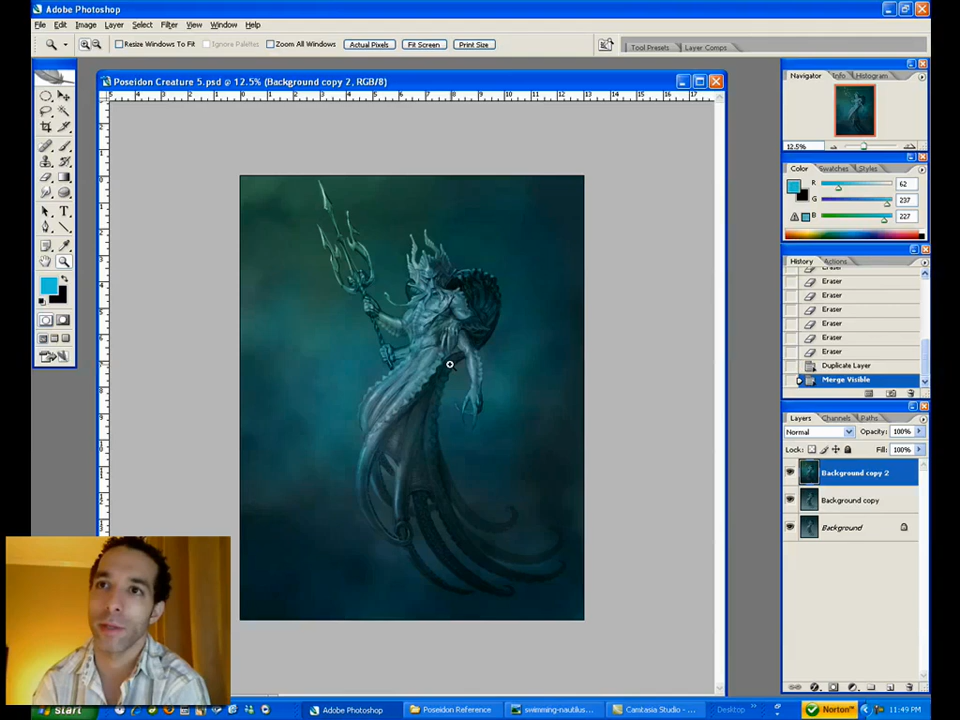 Adobe Photoshop
File Edit Image Layer Select Filter View Window Help
Resize Windows To Fit Ignore Palettes Zoom All Windows Actual Pixels Fit Screen Print Size Tool Presets Layer Comps
Poseidon Creature 5.psd @ 12.5% (Background copy 2, RGB/8)
Navigator Info Histogram
12.5%
Color Swatches Styles
R 62
G 237
B 227
History Actions
Eraser
Eraser
Eraser
Eraser
Eraser
Eraser
Eraser
Duplicate Layer
Merge Visible
Layers Channels Paths
Normal Opacity: 100%
Lock: Fill: 100%
Background copy 2
Background copy
Background
start Adobe Photoshop Poseidon Reference swimming-nautilus... Camtasia Studio - ... Desktop Norton 11:49 PM